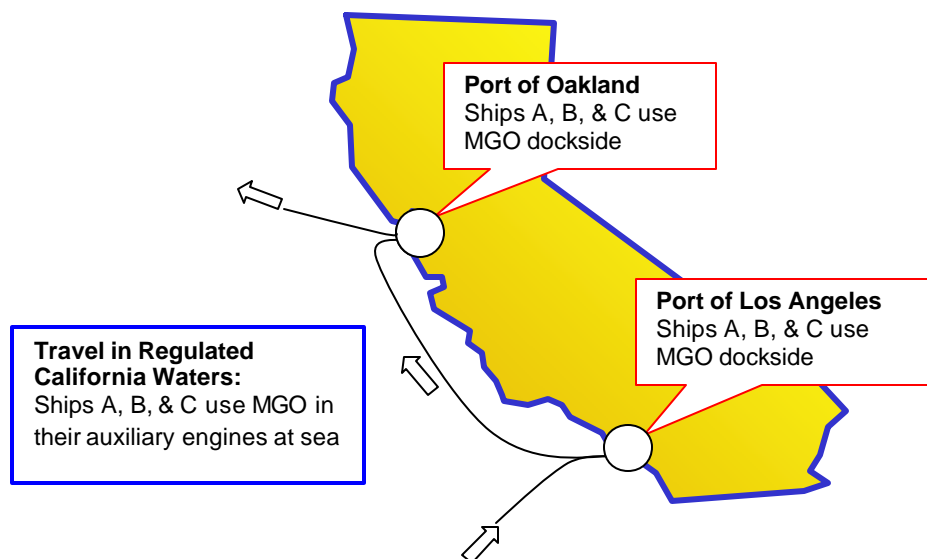 Port of Oakland
Ships A, B, & C use
MGO dockside
Port of Los Angeles
Ships A, B, & C use
MGO dockside
Travel in Regulated
California Waters:
Ships A, B, & C use MGO in
their auxiliary engines at sea